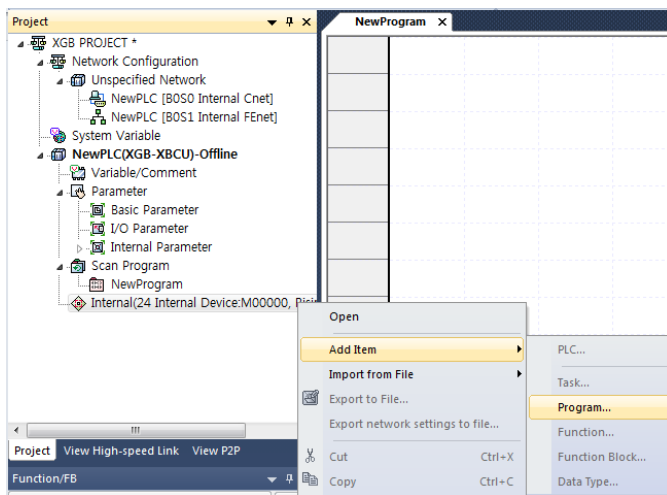 Project
NewProgram
XGB PROJECT *
Network Configuration
Unspecified Network
NewPLC [B0S0 Internal Cnet]
NewPLC [B0S1 Internal FEnet]
System Variable
NewPLC(XGB-XBCU)-Offline
Variable/Comment
Parameter
Basic Parameter
I/O Parameter
Internal Parameter
Scan Program
NewProgram
Internal(24 Internal Device:M00000,
Open
Add Item
PLC...
Import from File
Task...
Export to File...
Program...
Export network settings to file...
Function...
Project View High-speed Link View P2P
Cut Ctrl+X
Function Block...
Function/FB
Copy Ctrl+C
Data Type...